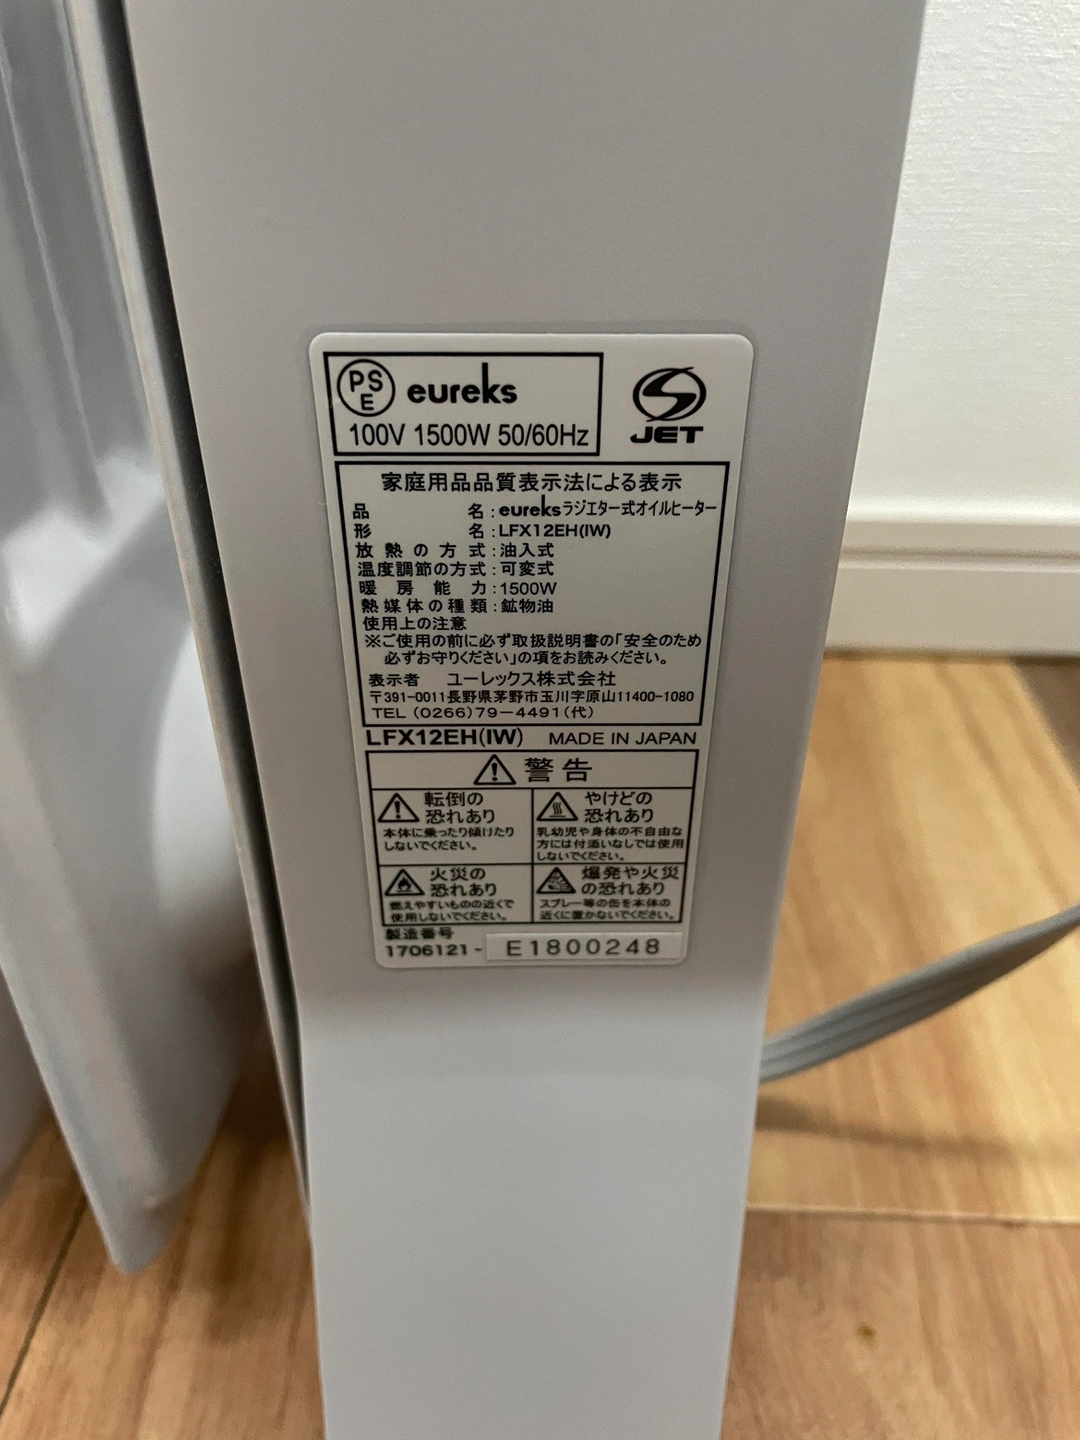 PSE eureks
100V 1500W 50/60Hz
JET
家庭用品品質表示法による表示
品名:eureksラジエター式オイルヒーター
形名:LFX12EH(IW)
放熱の方式:油入式
温度調節の方式:可変式
暖房能力:1500W
熱媒体の種類:鉱物油
使用上の注意
※ご使用の前に必ず取扱説明書の「安全のため
必ずお守りください」の項をお読みください。
表示者 ユーレックス株式会社
〒391-0011長野県茅野市玉川字原山11400-1080
TEL (0266)79-4491(代)
LFX12EH(IW) MADE IN JAPAN
警告
転倒の
恐れあり
本体に乗ったり傾けたり
しないでください。
やけどの
恐れあり
乳幼児や身体の不自由な
方には付添いなしでは使用
しないでください。
火災の
恐れあり
燃えやすいものの近くで
使用しないでください。
爆発や火災
の恐れあり
スプレー等の缶を本体の
近くに置かないでください。
製造番号
1706121- E1800248